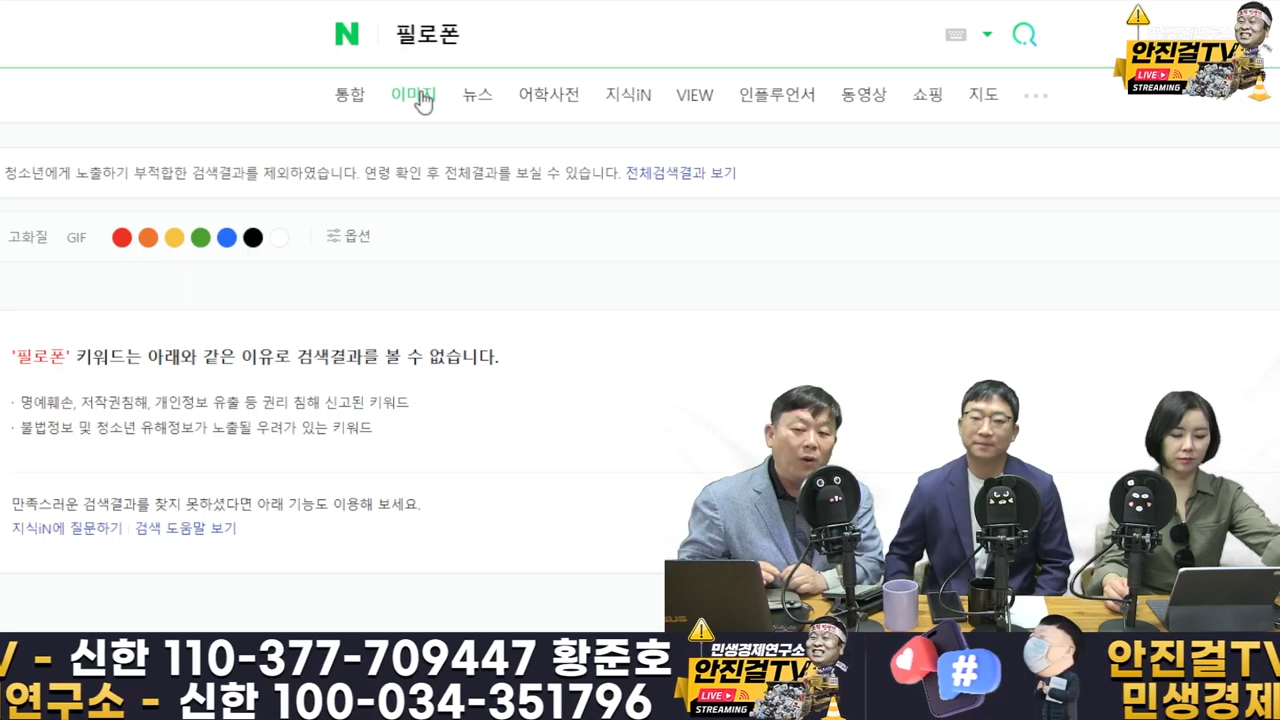 N 필로폰
안진걸TV
LIVE
STREAMING
통합 이미지 뉴스 어학사전 지식iN VIEW 인플루언서 동영상 쇼핑 지도
청소년에게 노출하기 부적합한 검색결과를 제외하였습니다. 연령 확인 후 전체결과를 보실 수 있습니다. 전체검색결과 보기
고화질 GIF 옵션
'필로폰' 키워드는 아래와 같은 이유로 검색결과를 볼 수 없습니다.
· 명예훼손, 저작권침해, 개인정보 유출 등 권리 침해 신고된 키워드
· 불법정보 및 청소년 유해정보가 노출될 우려가 있는 키워드
만족스러운 검색결과를 찾지 못하셨다면 아래 기능도 이용해 보세요.
지식iN에 질문하기 검색 도움말 보기
V - 신한 110-377-709447 황준호
연구소 - 신한 100-034-351796
민생경제연구소
안진걸TV
LIVE
STREAMING
#
안진걸TV
민생경제